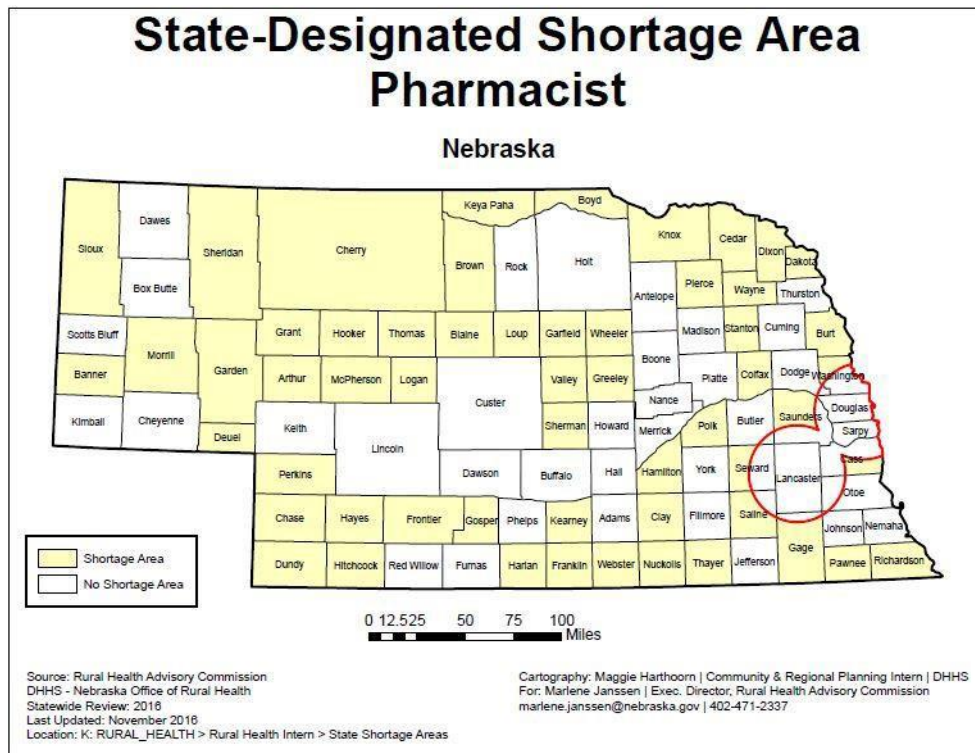 State-Designated Shortage Area
Pharmacist
Nebraska
Keya Paha Boyd
Dawes
Knox Cedar Dixon
Sioux Sheridan Cherry Dakota
Brown Rock Holt
Box Butte Antelope Pierce Wayne Thurston
Scotts Bluff Grant Hooker Thomas Blaine Loup Garfield Wheeler Madison Stanton Cuming Burt
Morrill Boone
Banner Garden Arthur McPherson Logan Valley Greeley Platte Colfax Dodge Washington
Custer Nance Douglas
Kimball Cheyenne Keith Sherman Howard Merrick Polk Butler Saunders Sarpy
Deuel Lincoln
Perkins Dawson Buffalo Hall Hamilton York Seward Lancaster Cass
Otoe
Chase Hayes Frontier Gosper Phelps Kearney Adams Clay Fillmore Saline Johnson Nemaha
Gage
Dundy Hitchcock Red Willow Furnas Harlan Franklin Webster Nuckolls Thayer Jefferson Pawnee Richardson
Shortage Area
No Shortage Area
0 12.525 50 75 100
Miles
Source: Rural Health Advisory Commission
DHHS - Nebraska Office of Rural Health
Statewide Review: 2016
Last Updated: November 2016
Location: K: RURAL_HEALTH > Rural Health Intern > State Shortage Areas
Cartography: Maggie Harthoorn | Community & Regional Planning Intern | DHHS
For: Marlene Janssen | Exec. Director, Rural Health Advisory Commission
marlene.janssen@nebraska.gov | 402-471-2337